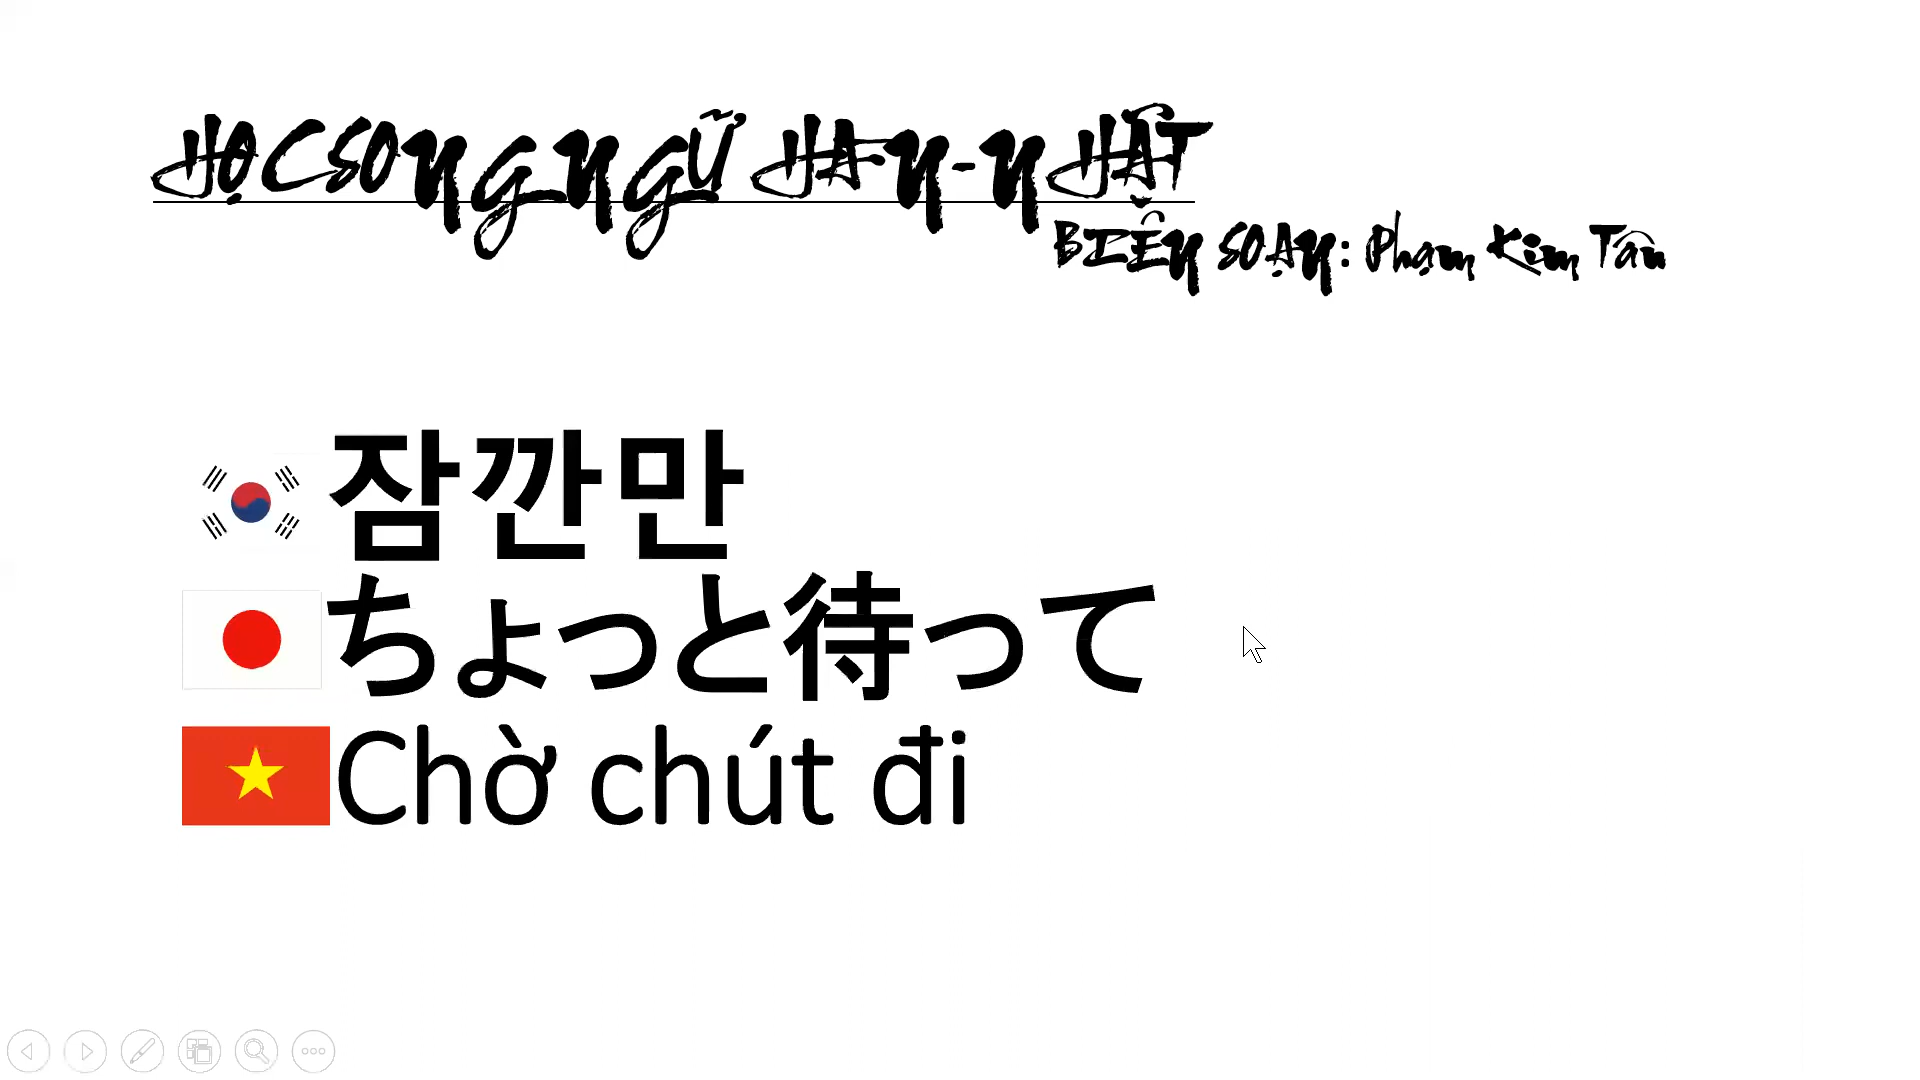 HỌC SONG NGỮ HÀN-NHẬT
BIÊN SOẠN: Phạm Kim Tân
잠깐만
ちょっと待って
Chờ chút đi